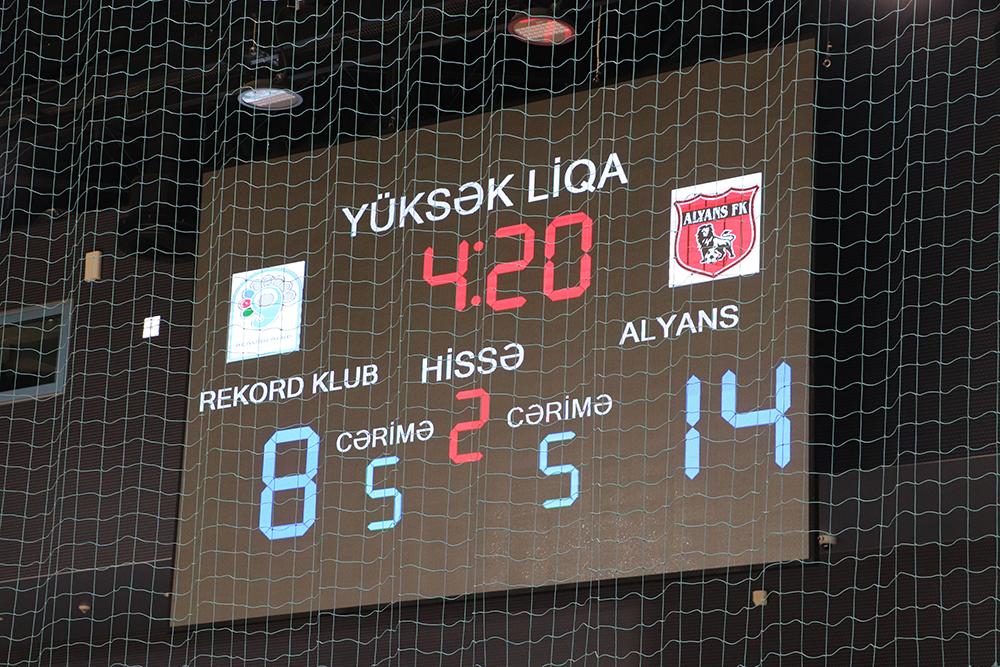 YÜKSƏK LİQA
4:20
ALYANS FK
REKORD KLUB
HİSSƏ
ALYANS
8
CƏRİMƏ
2
CƏRİMƏ
14
5
5